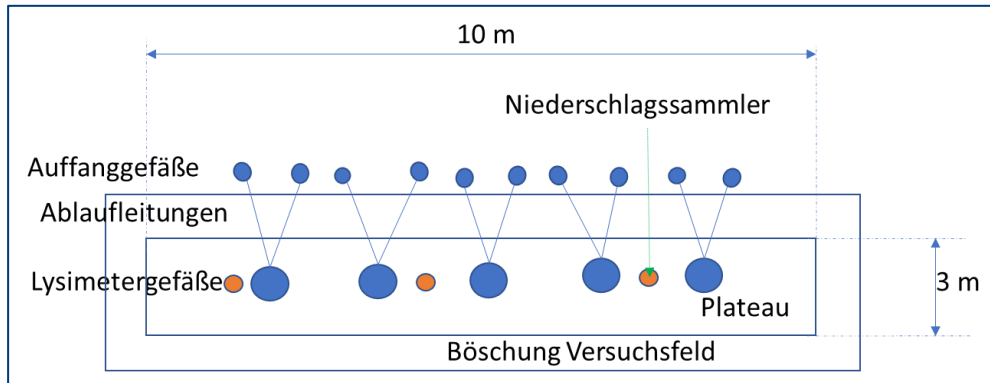 10 m
Niederschlagssammler
Auffanggefäße
Ablaufleitungen
Lysimetergefäße
3 m
Plateau
Böschung Versuchsfeld